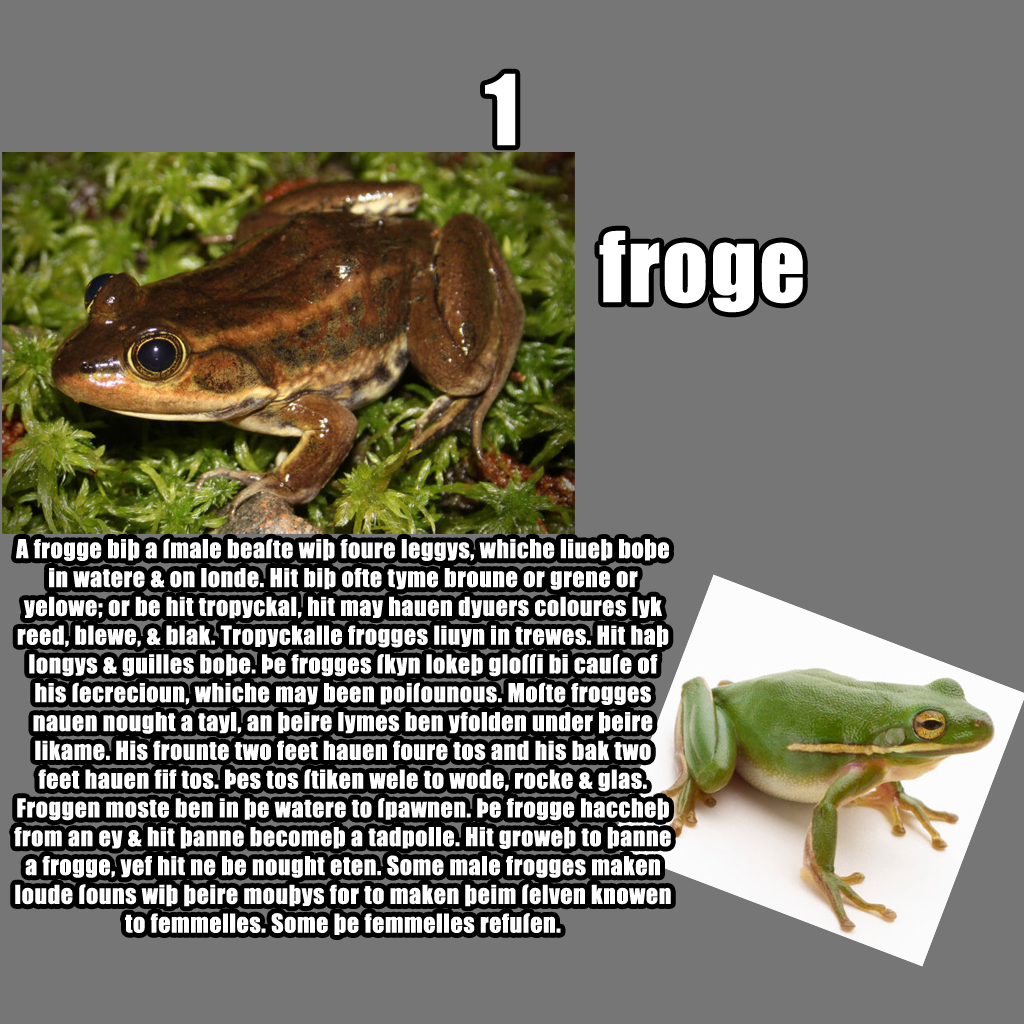 1
froge
A frogge biþ a ſmale beaſte wiþ foure leggys, whiche liueþ boþe
in watere & on londe. Hit biþ ofte tyme broune or grene or
yelowe; or be hit tropyckal, hit may hauen dyuers coloures lyk
reed, blewe, & blak. Tropyckalle frogges liuyn in trewes. Hit haþ
longys & guilles boþe. Þe frogges ſkyn lokeþ gloſſi bi cauſe of
his ſecrecioun, whiche may been poiſounous. Moſte frogges
nauen nought a tayl, an þeire lymes ben yfolden under þeire
likame. His frounte two feet hauen foure tos and his bak two
feet hauen fif tos. Þes tos ſtiken wele to wode, rocke & glas.
Froggen moste ben in þe watere to ſpawnen. Þe frogge haccheþ
from an ey & hit þanne becomeþ a tadpolle. Hit groweþ to þanne
a frogge, yef hit ne be nought eten. Some male frogges maken
loude ſouns wiþ þeire mouþys for to maken þeim ſelven knowen
to femmelles. Some þe femmelles refuſen.